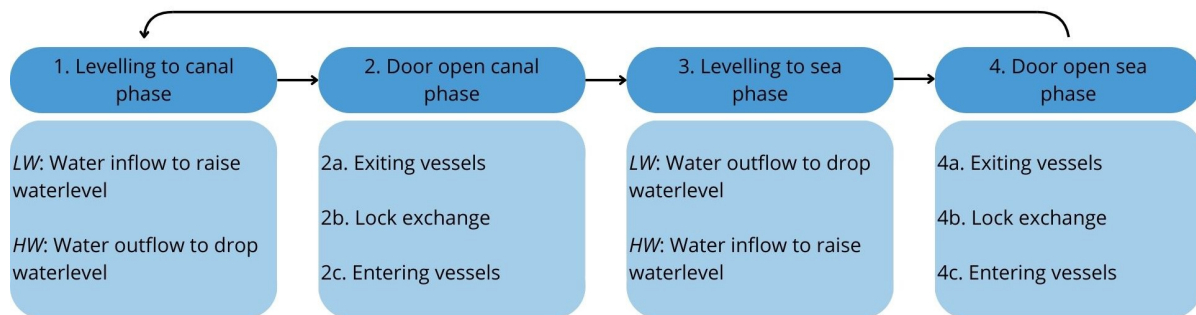 1. Levelling to canal
phase
2. Door open canal
phase
3. Levelling to sea
phase
4. Door open sea
phase
LW: Water inflow to raise
waterlevel
HW: Water outflow to drop
waterlevel
2a. Exiting vessels
2b. Lock exchange
2c. Entering vessels
LW: Water outflow to drop
waterlevel
HW: Water inflow to raise
waterlevel
4a. Exiting vessels
4b. Lock exchange
4c. Entering vessels